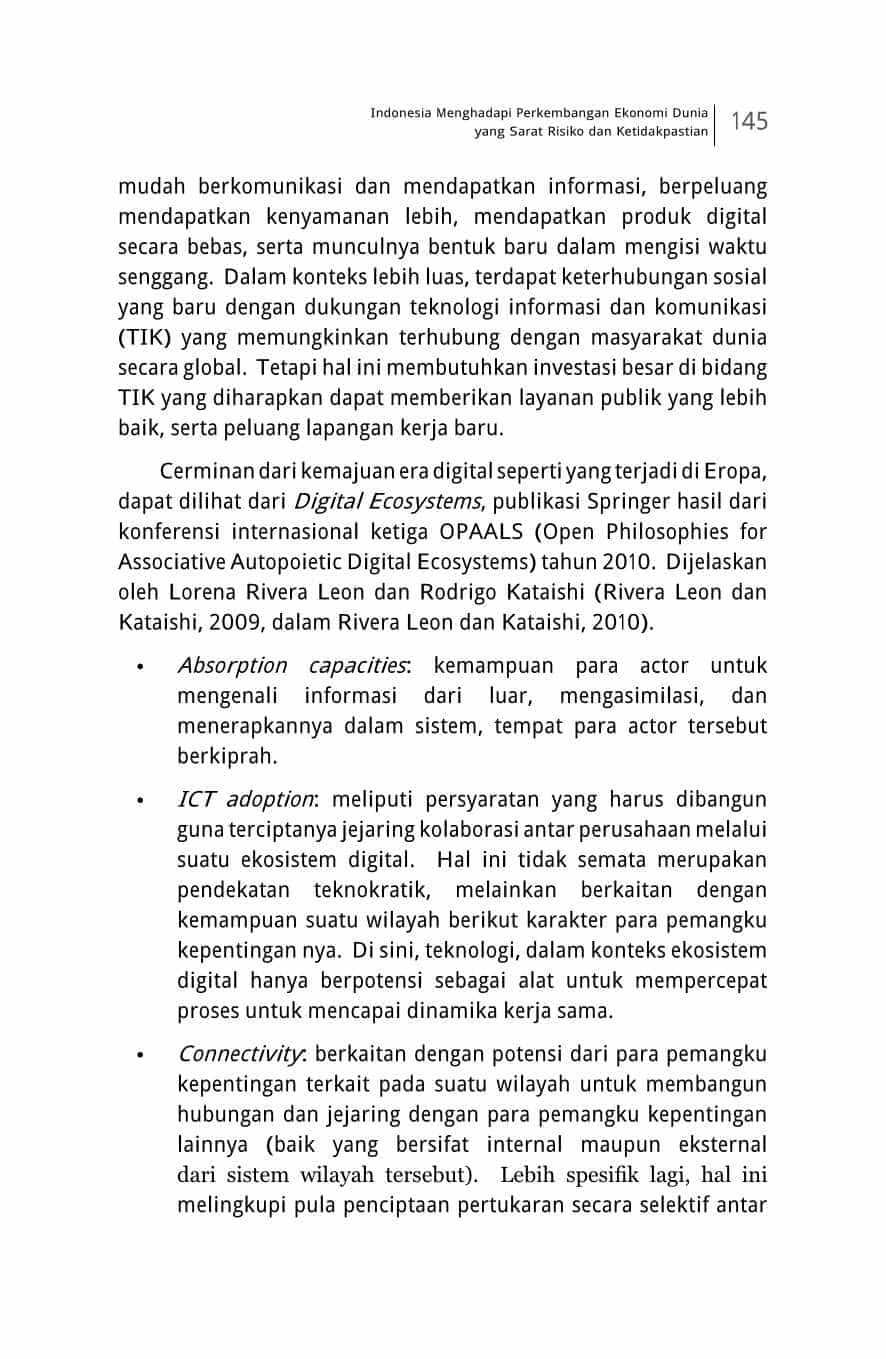 Indonesia Menghadapi Perkembangan Ekonomi Dunia
yang Sarat Risiko dan Ketidakpastian
145
mudah berkomunikasi dan mendapatkan informasi, berpeluang
mendapatkan kenyamanan lebih, mendapatkan produk digital
secara bebas, serta munculnya bentuk baru dalam mengisi waktu
senggang. Dalam konteks lebih luas, terdapat keterhubungan sosial
yang baru dengan dukungan teknologi informasi dan komunikasi
(TIK) yang memungkinkan terhubung dengan masyarakat dunia
secara global. Tetapi hal ini membutuhkan investasi besar di bidang
TIK yang diharapkan dapat memberikan layanan publik yang lebih
baik, serta peluang lapangan kerja baru.
Cerminan dari kemajuan era digital seperti yang terjadi di Eropa,
dapat dilihat dari Digital Ecosystems, publikasi Springer hasil dari
konferensi internasional ketiga OPAALS (Open Philosophies for
Associative Autopoietic Digital Ecosystems) tahun 2010. Dijelaskan
oleh Lorena Rivera Leon dan Rodrigo Kataishi (Rivera Leon dan
Kataishi, 2009, dalam Rivera Leon dan Kataishi, 2010).
• Absorption capacities: kemampuan para actor untuk
mengenali informasi dari luar, mengasimilasi, dan
menerapkannya dalam sistem, tempat para actor tersebut
berkiprah.
• ICT adoption: meliputi persyaratan yang harus dibangun
guna terciptanya jejaring kolaborasi antar perusahaan melalui
suatu ekosistem digital. Hal ini tidak semata merupakan
pendekatan teknokratik, melainkan berkaitan dengan
kemampuan suatu wilayah berikut karakter para pemangku
kepentingan nya. Di sini, teknologi, dalam konteks ekosistem
digital hanya berpotensi sebagai alat untuk mempercepat
proses untuk mencapai dinamika kerja sama.
• Connectivity: berkaitan dengan potensi dari para pemangku
kepentingan terkait pada suatu wilayah untuk membangun
hubungan dan jejaring dengan para pemangku kepentingan
lainnya (baik yang bersifat internal maupun eksternal
dari sistem wilayah tersebut). Lebih spesifik lagi, hal ini
melingkupi pula penciptaan pertukaran secara selektif antar